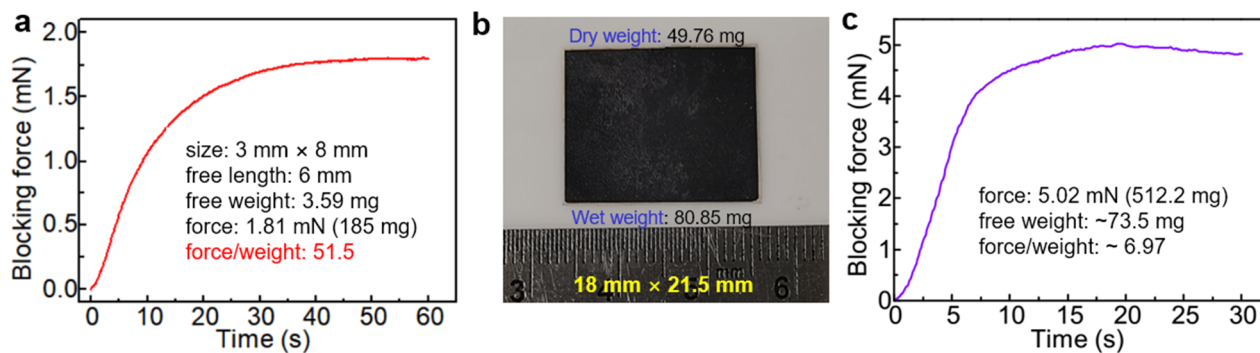 a
2.0
1.5
1.0
0.5
0.0
Blocking force (mN)
size: 3 mm × 8 mm
free length: 6 mm
free weight: 3.59 mg
force: 1.81 mN (185 mg)
force/weight: 51.5
0 10 20 30 40 50 60
Time (s)
b
Dry weight: 49.76 mg
Wet weight: 80.85 mg
18 mm × 21.5 mm
3 4 5 6
mm
c
5
4
3
2
1
0
Blocking force (mN)
force: 5.02 mN (512.2 mg)
free weight: ~73.5 mg
force/weight: ~ 6.97
0 5 10 15 20 25 30
Time (s)